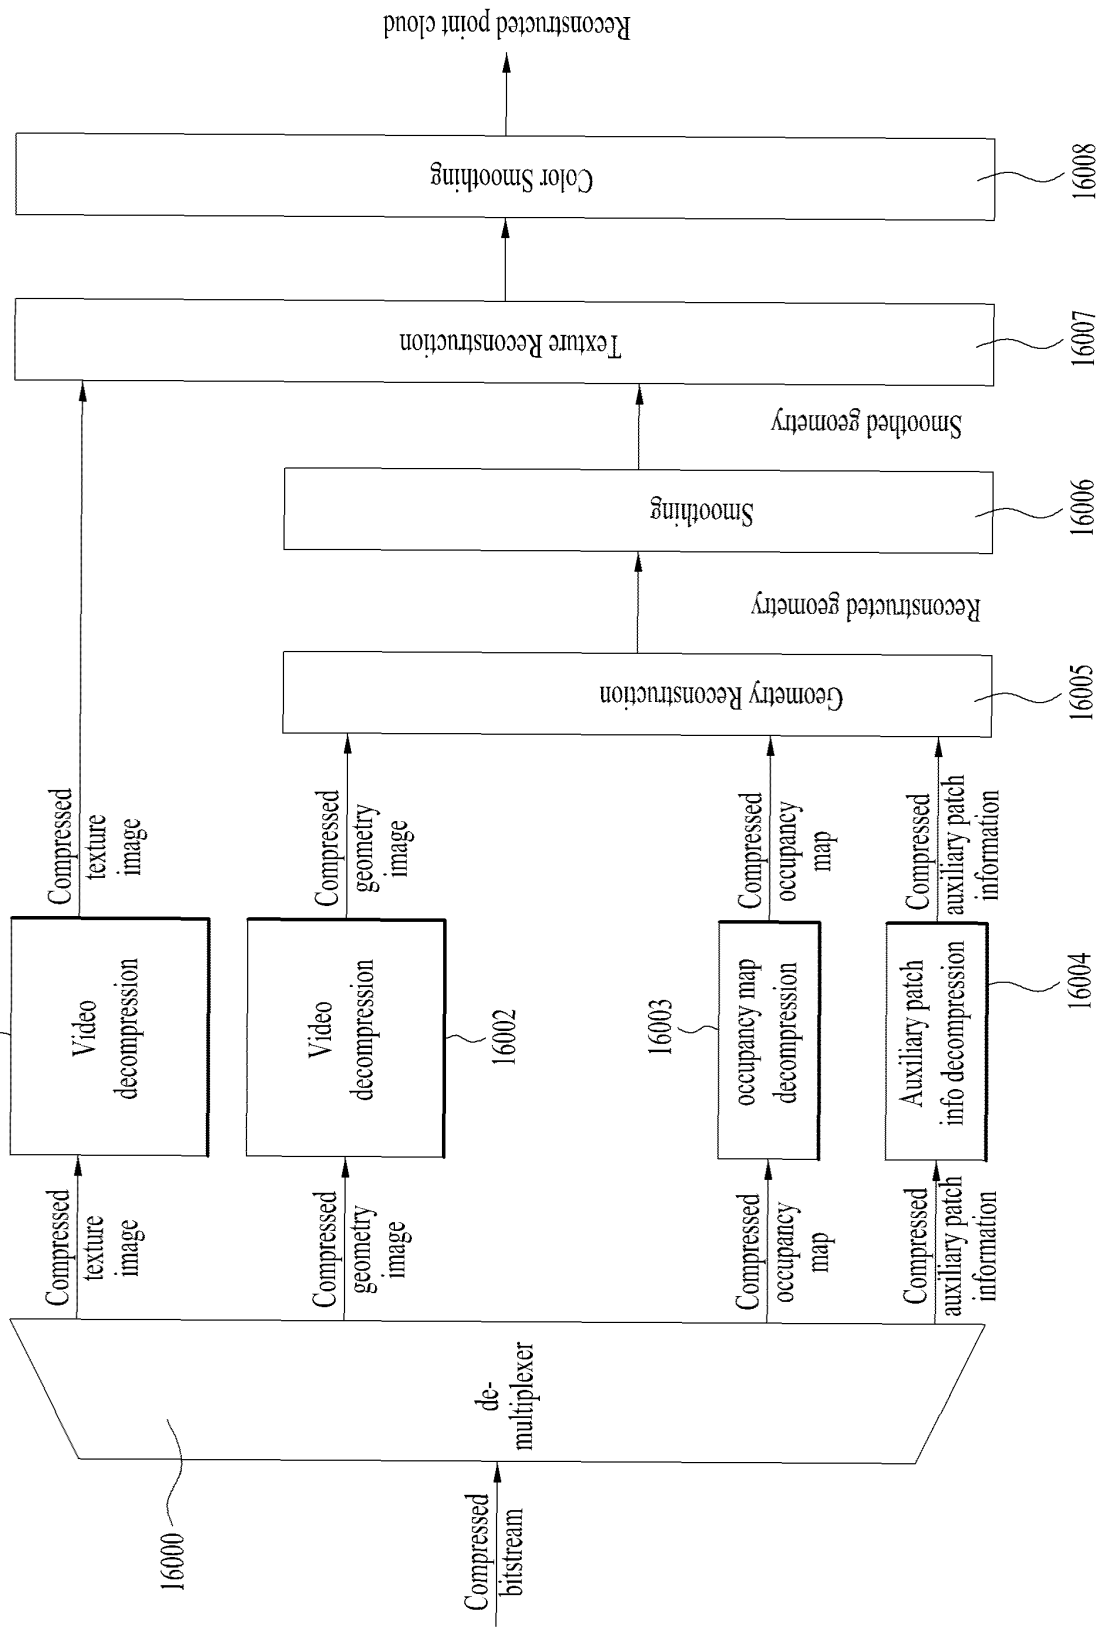 Compressed
bitstream
16000
de-
multiplexer
Compressed
texture
image
Compressed
geometry
image
Compressed
occupancy
map
Compressed
auxiliary patch
information
Video
decompression
Video
decompression
16002
16003
occupancy map
decompression
Auxiliary patch
info decompression
16004
Compressed
texture
image
Compressed
geometry
image
Compressed
occupancy
map
Compressed
auxiliary patch
information
Geometry Reconstruction
16005
Reconstructed geometry
Smoothing
16006
Smoothed geometry
Texture Reconstruction
16007
Color Smoothing
16008
Reconstructed point cloud